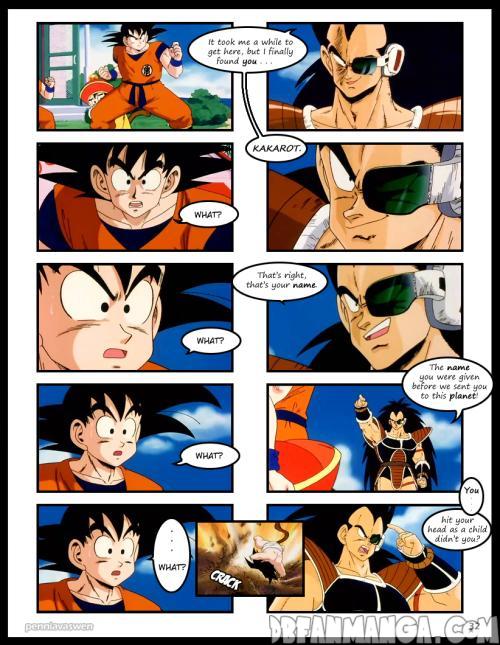 It took me a while to
get here, but I finally
found you . . .
KAKAROT.
WHAT?
That's right,
that's your name.
WHAT?
The name
you were given
before we sent you
to this planet!
WHAT?
You
hit your
head as a child
didn't you?
. . .
WHAT?
CRACK
penniavaswen
DBFANMANGA.COM